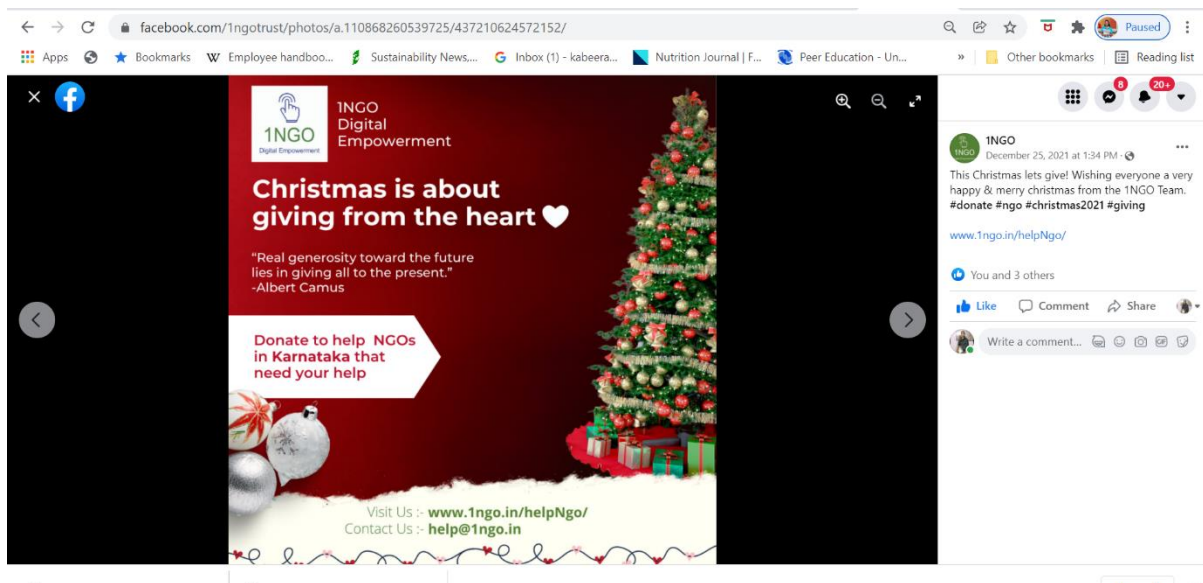 facebook.com/1ngotrust/photos/a.110868260539725/437210624572152/
Paused
Apps
Bookmarks
Employee handboo...
Sustainability News,...
Inbox (1) - kabeera...
Nutrition Journal | F...
Peer Education - Un...
»
Other bookmarks
Reading list
1NGO
Digital Empowerment
1NGO
Digital
Empowerment
Christmas is about
giving from the heart
"Real generosity toward the future
lies in giving all to the present."
-Albert Camus
Donate to help NGOs
in Karnataka that
need your help
Visit Us :- www.1ngo.in/helpNgo/
Contact Us :- help@1ngo.in
8
20+
1NGO
1NGO
December 25, 2021 at 1:34 PM ·
This Christmas lets give! Wishing everyone a very
happy & merry christmas from the 1NGO Team.
#donate #ngo #christmas2021 #giving
www.1ngo.in/helpNgo/
You and 3 others
Like
Comment
Share
Write a comment...
GIF